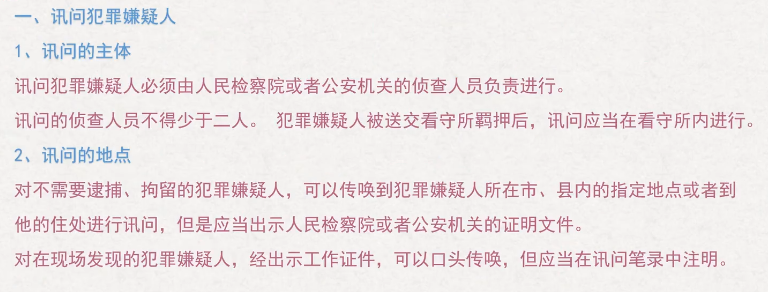 一、讯问犯罪嫌疑人
1、讯问的主体
讯问犯罪嫌疑人必须由人民检察院或者公安机关的侦查人员负责进行。
讯问的侦查人员不得少于二人。 犯罪嫌疑人被送交看守所羁押后，讯问应当在看守所内进行。
2、讯问的地点
对不需要逮捕、拘留的犯罪嫌疑人，可以传唤到犯罪嫌疑人所在市、县内的指定地点或者到
他的住处进行讯问，但是应当出示人民检察院或者公安机关的证明文件。
对在现场发现的犯罪嫌疑人，经出示工作证件，可以口头传唤，但应当在讯问笔录中注明。